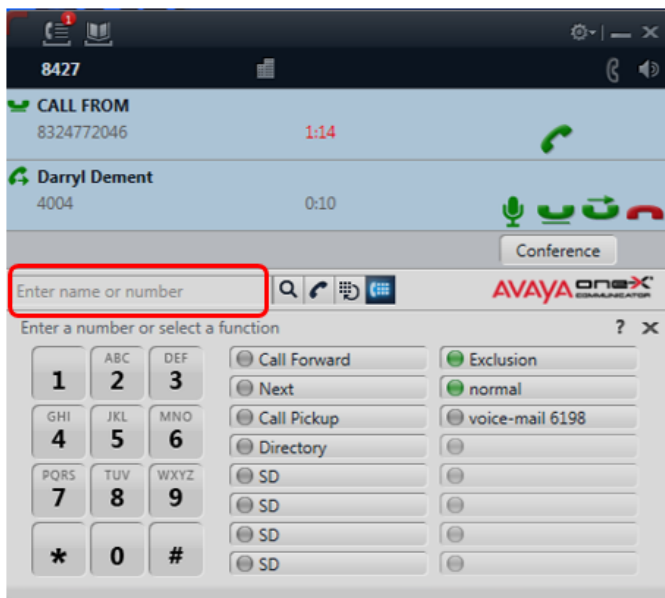 1
8427
CALL FROM
8324772046 1:14
Darryl Dement
4004 0:10
Conference
Enter name or number
AVAYA one-X®
COMMUNICATOR
Enter a number or select a function ?
1
ABC
2
DEF
3
GHI
4
JKL
5
MNO
6
PQRS
7
TUV
8
WXYZ
9
*
0
#
Call Forward
Next
Call Pickup
Directory
SD
SD
SD
SD
Exclusion
normal
voice-mail 6198